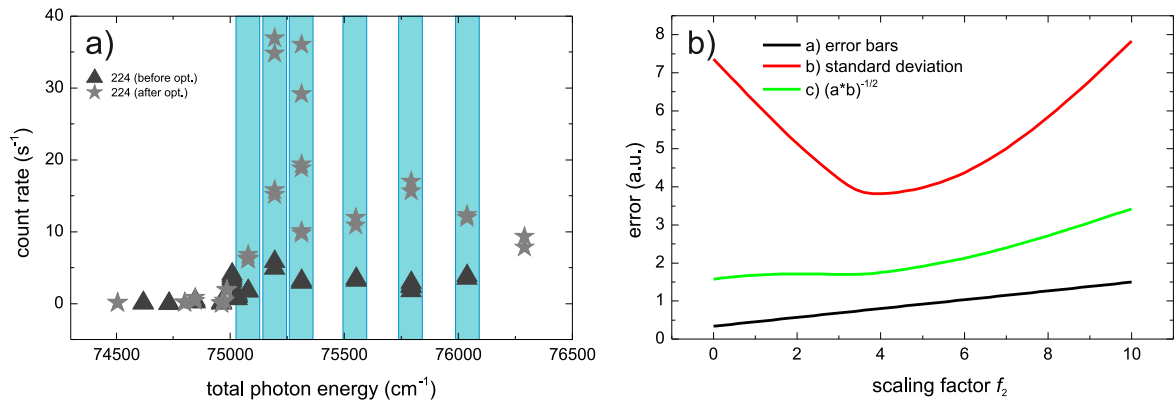 a)
224 (before opt.)
224 (after opt.)
count rate (s⁻¹)
40
30
20
10
0
74500 75000 75500 76000 76500
total photon energy (cm⁻¹)
b)
a) error bars
b) standard deviation
c) (a*b)⁻¹/²
error (a.u.)
8
7
6
5
4
3
2
1
0
0 2 4 6 8 10
scaling factor f₂